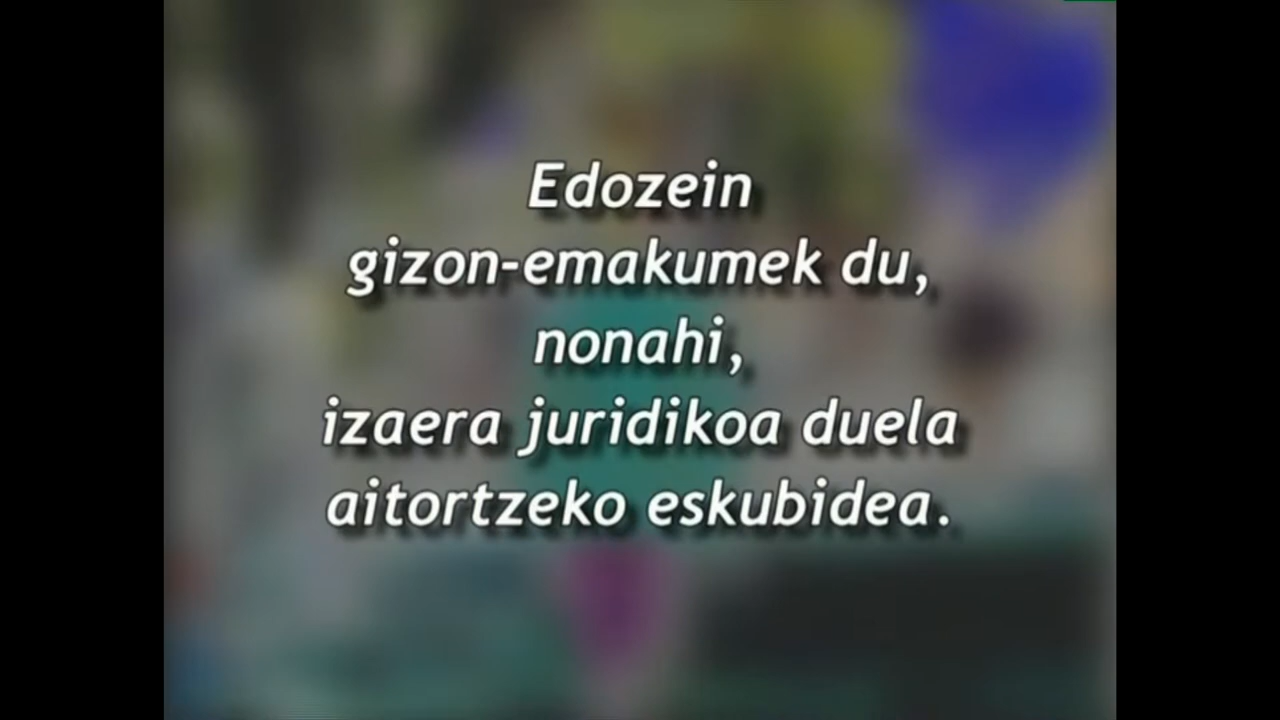 Edozein
gizon-emakumek du,
nonahi,
izaera juridikoa duela
aitortzeko eskubidea.